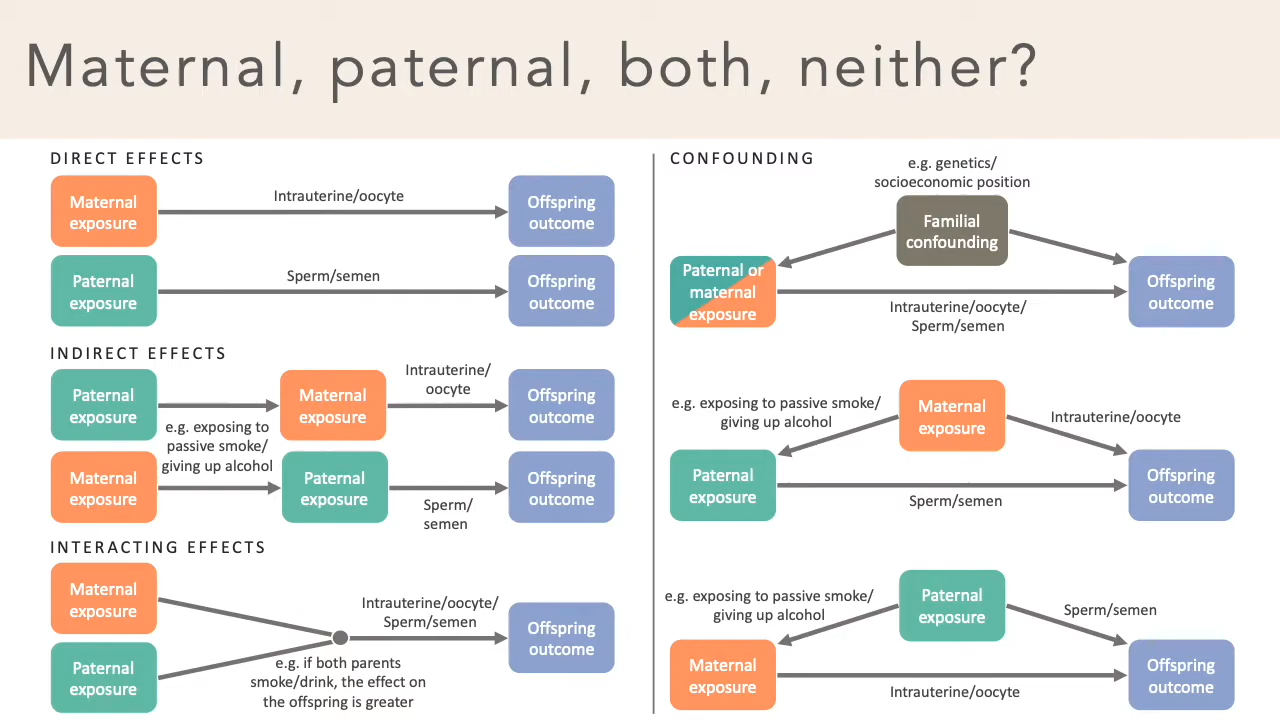 Maternal, paternal, both, neither?
DIRECT EFFECTS
Maternal
exposure
Intrauterine/oocyte
Offspring
outcome
Paternal
exposure
Sperm/semen
Offspring
outcome
INDIRECT EFFECTS
Paternal
exposure
e.g. exposing to
passive smoke/
giving up alcohol
Maternal
exposure
Intrauterine/
oocyte
Offspring
outcome
Maternal
exposure
Paternal
exposure
Sperm/
semen
Offspring
outcome
INTERACTING EFFECTS
Maternal
exposure
Paternal
exposure
Intrauterine/oocyte/
Sperm/semen
e.g. if both parents
smoke/drink, the effect on
the offspring is greater
Offspring
outcome
CONFOUNDING
e.g. genetics/
socioeconomic position
Familial
confounding
Paternal or
maternal
exposure
Intrauterine/oocyte/
Sperm/semen
Offspring
outcome
e.g. exposing to passive smoke/
giving up alcohol
Maternal
exposure
Intrauterine/oocyte
Paternal
exposure
Sperm/semen
Offspring
outcome
e.g. exposing to passive smoke/
giving up alcohol
Paternal
exposure
Sperm/semen
Maternal
exposure
Intrauterine/oocyte
Offspring
outcome